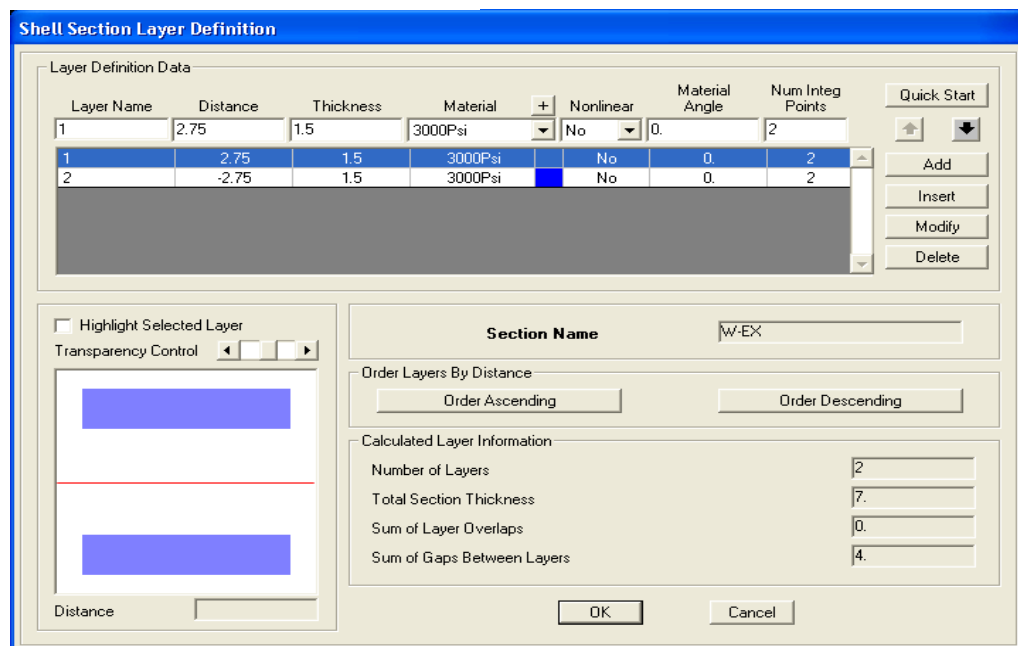 Shell Section Layer Definition
Layer Definition Data
Layer Name Distance Thickness Material + Nonlinear Material Angle Num Integ Points
1 2.75 1.5 3000Psi No 0. 2
1 2.75 1.5 3000Psi No 0. 2
2 -2.75 1.5 3000Psi No 0. 2
Quick Start
Add
Insert
Modify
Delete
Highlight Selected Layer
Transparency Control
Distance
Section Name W-EX
Order Layers By Distance
Order Ascending Order Descending
Calculated Layer Information
Number of Layers 2
Total Section Thickness 7.
Sum of Layer Overlaps 0.
Sum of Gaps Between Layers 4.
OK Cancel